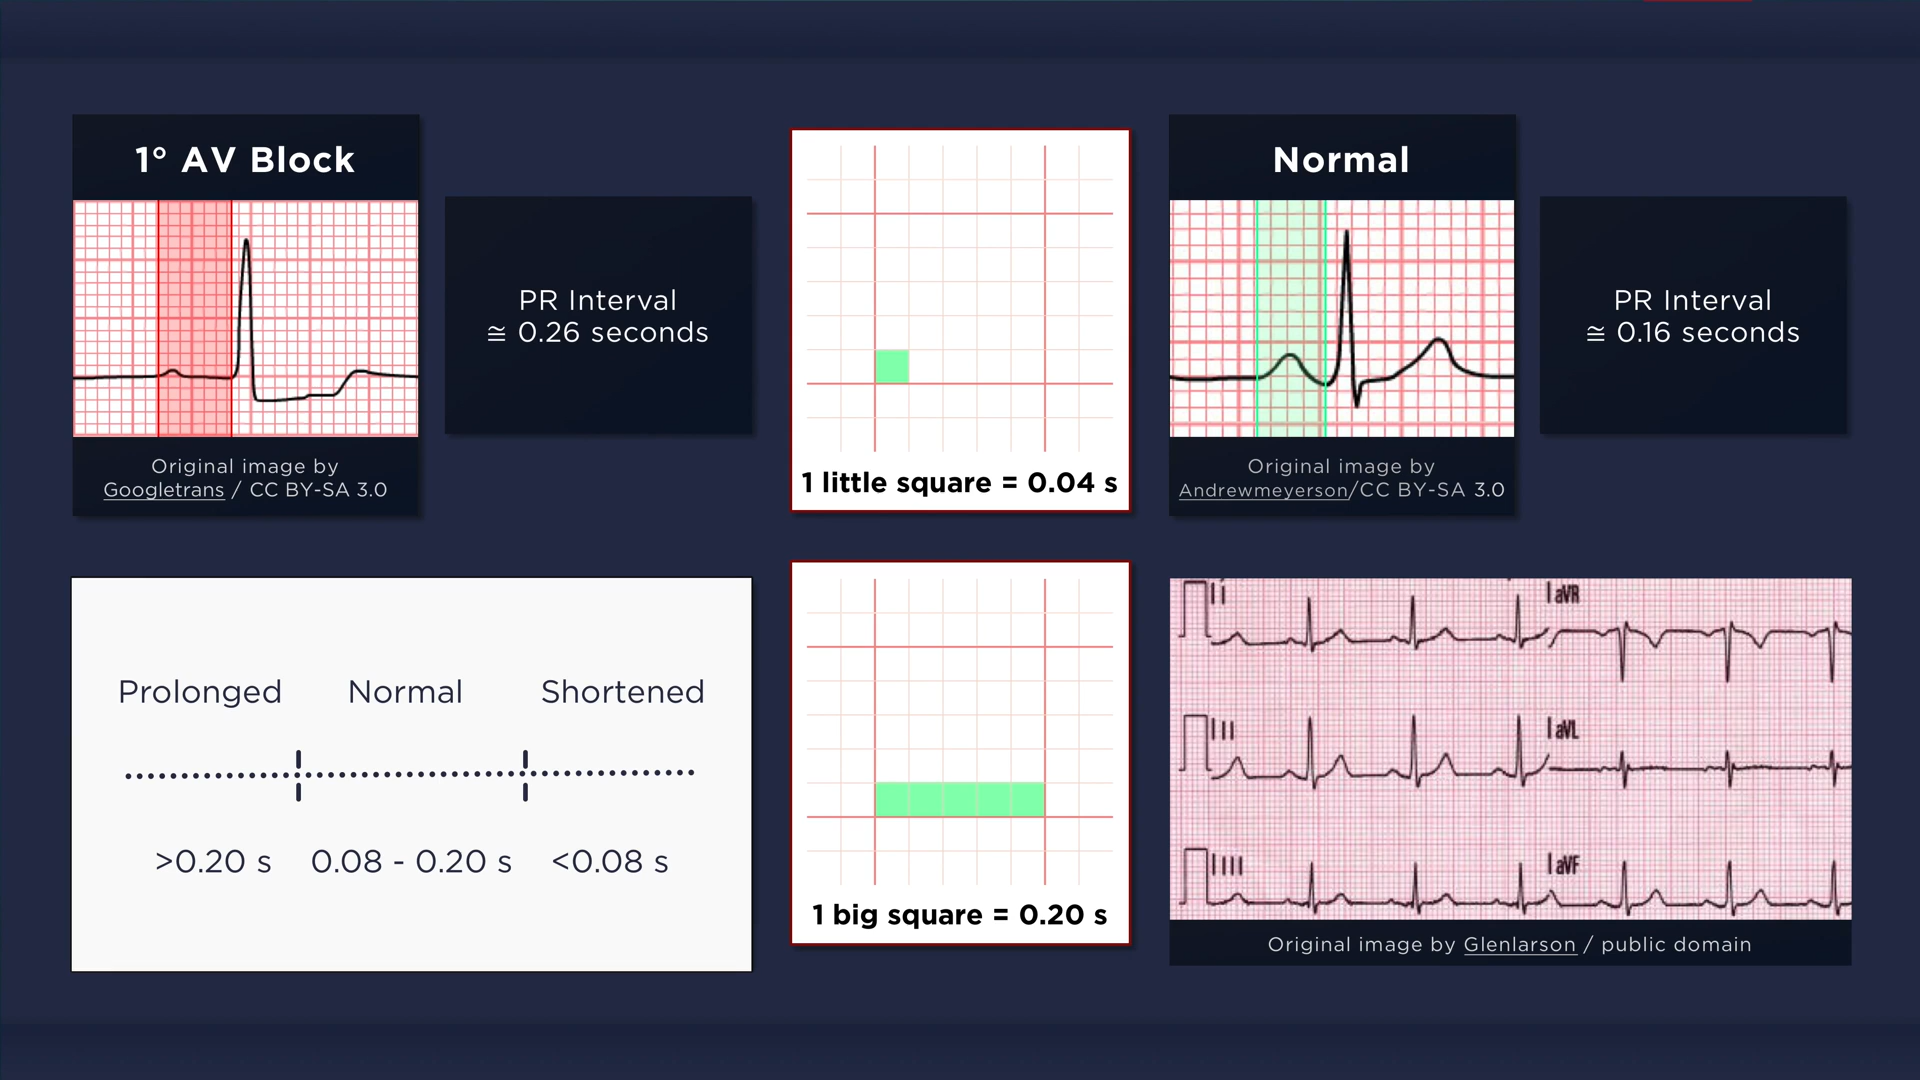 1° AV Block
Original image by
Googletrans / CC BY-SA 3.0
PR Interval
≅ 0.26 seconds
1 little square = 0.04 s
Normal
Original image by
Andrewmeyerson/CC BY-SA 3.0
PR Interval
≅ 0.16 seconds
Prolonged Normal Shortened
>0.20 s 0.08 - 0.20 s <0.08 s
1 big square = 0.20 s
I aVR
II aVL
III aVF
Original image by Glenlarson / public domain